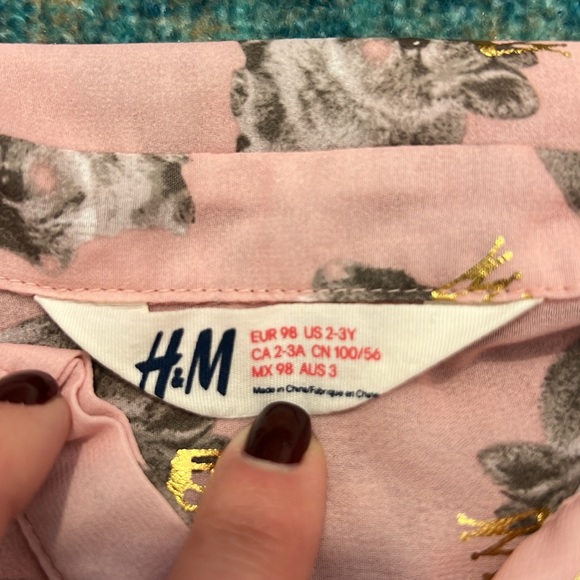 H&M
EUR 98 US 2-3Y
CA 2-3A CN 100/56
MX 98 AUS 3
Made in China/Fabriqué en Chine